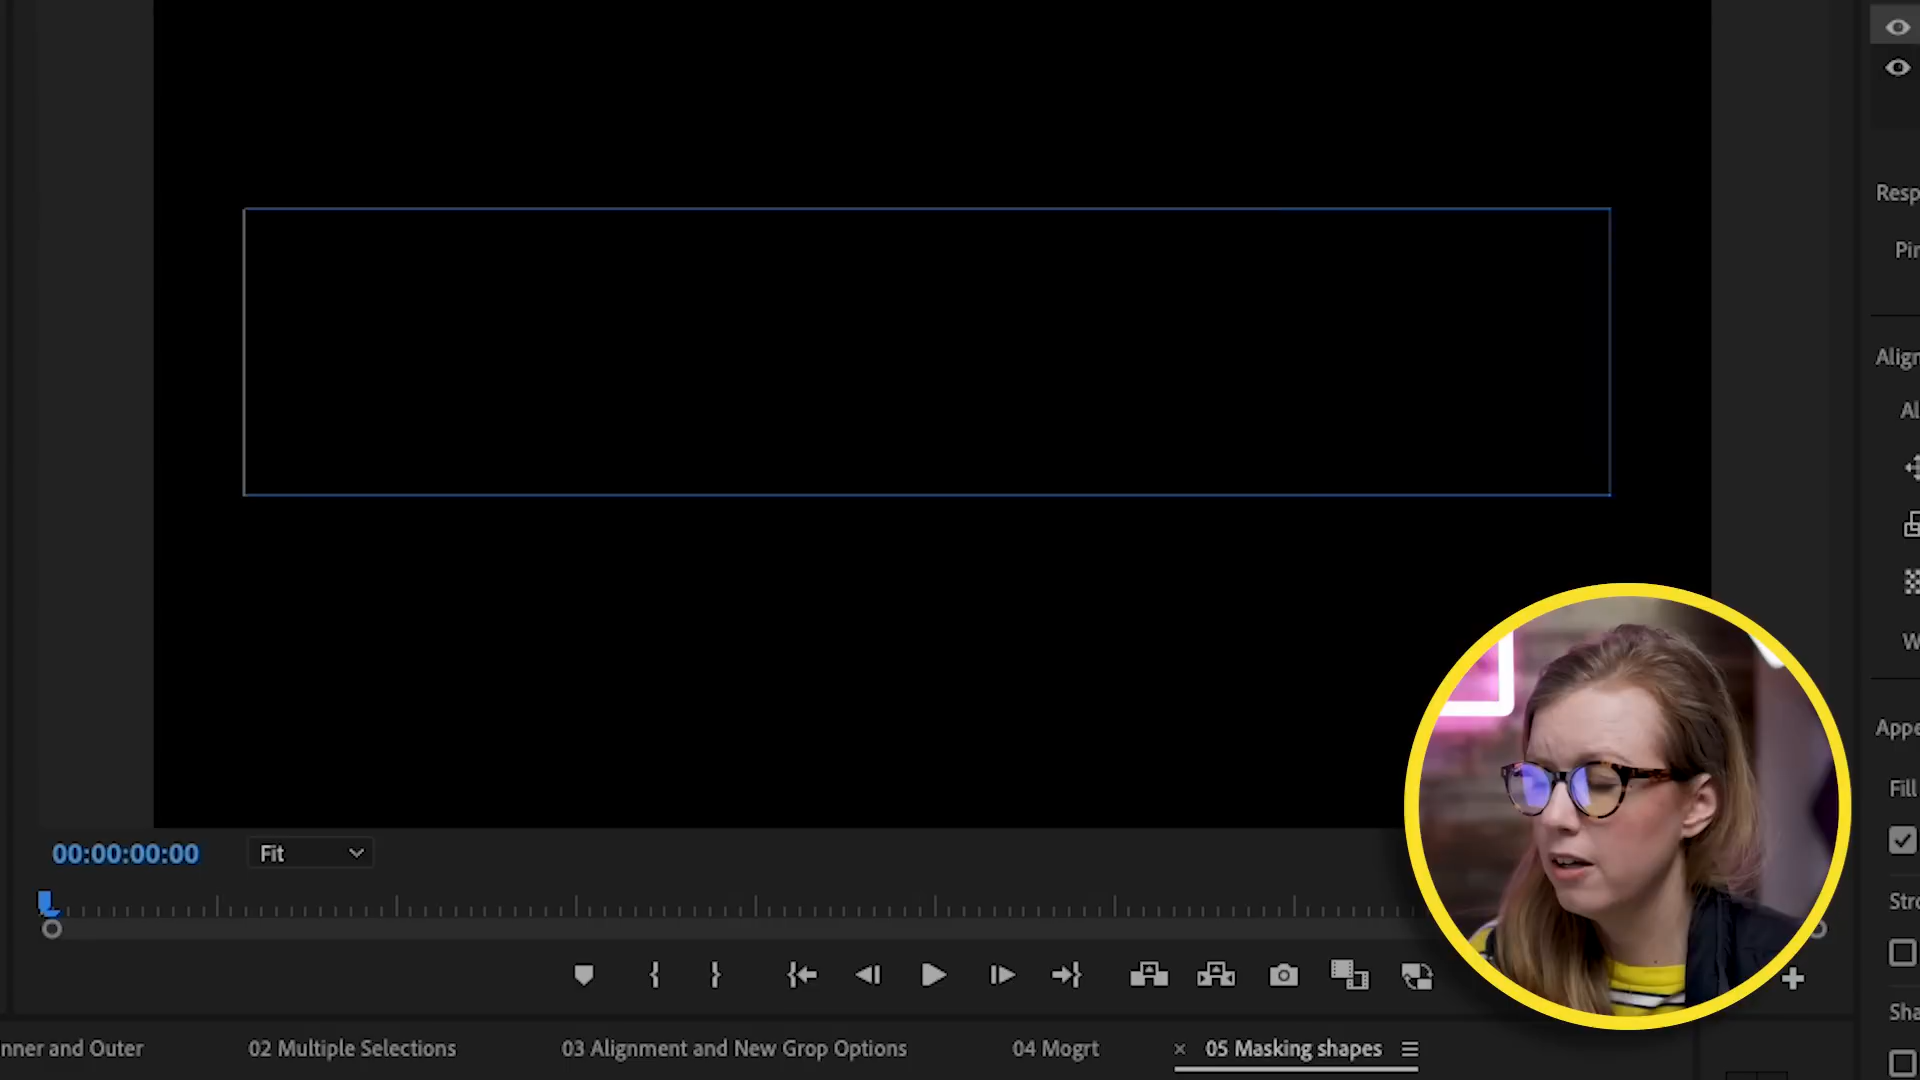 Resp
Pin
Align
Al
W
Appe
Fill
00:00:00:00
Fit
Stro
Sha
nner and Outer
02 Multiple Selections
03 Alignment and New Grop Options
04 Mogrt
× 05 Masking shapes